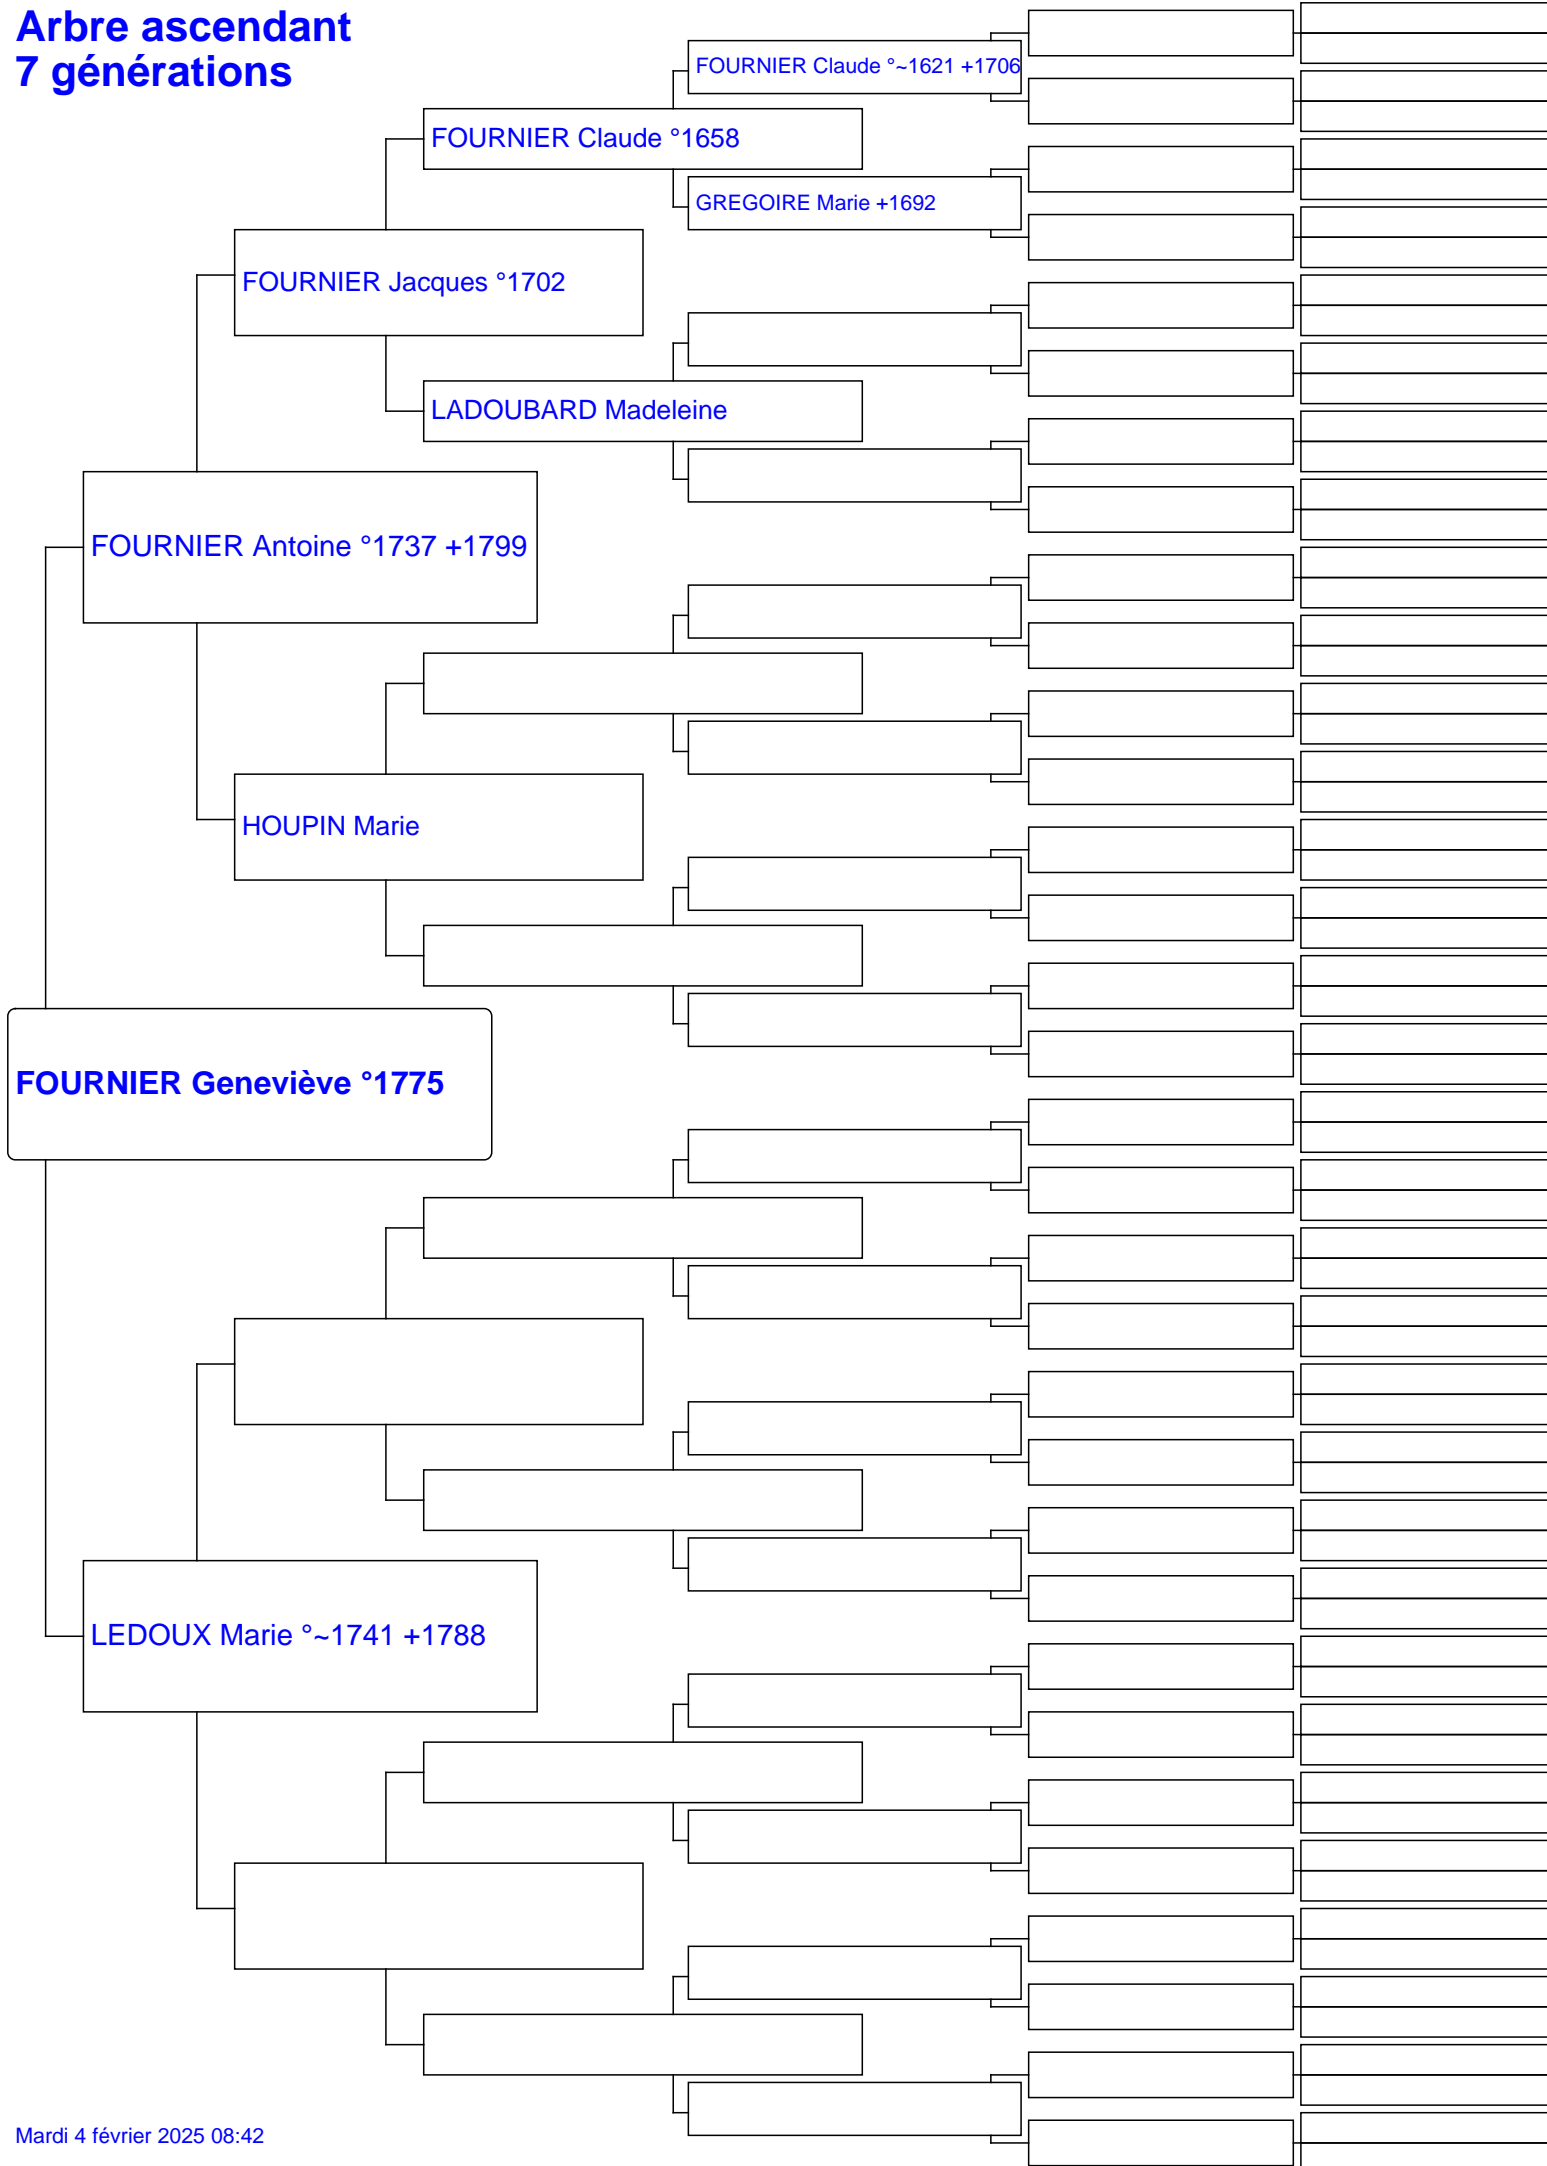 Arbre ascendant
7 générations
FOURNIER Claude °~1621 +1706
FOURNIER Claude °1658
GREGOIRE Marie +1692
FOURNIER Jacques °1702
LADOUBARD Madeleine
FOURNIER Antoine °1737 +1799
HOUPIN Marie
FOURNIER Geneviève °1775
LEDOUX Marie °~1741 +1788
Mardi 4 février 2025 08:42